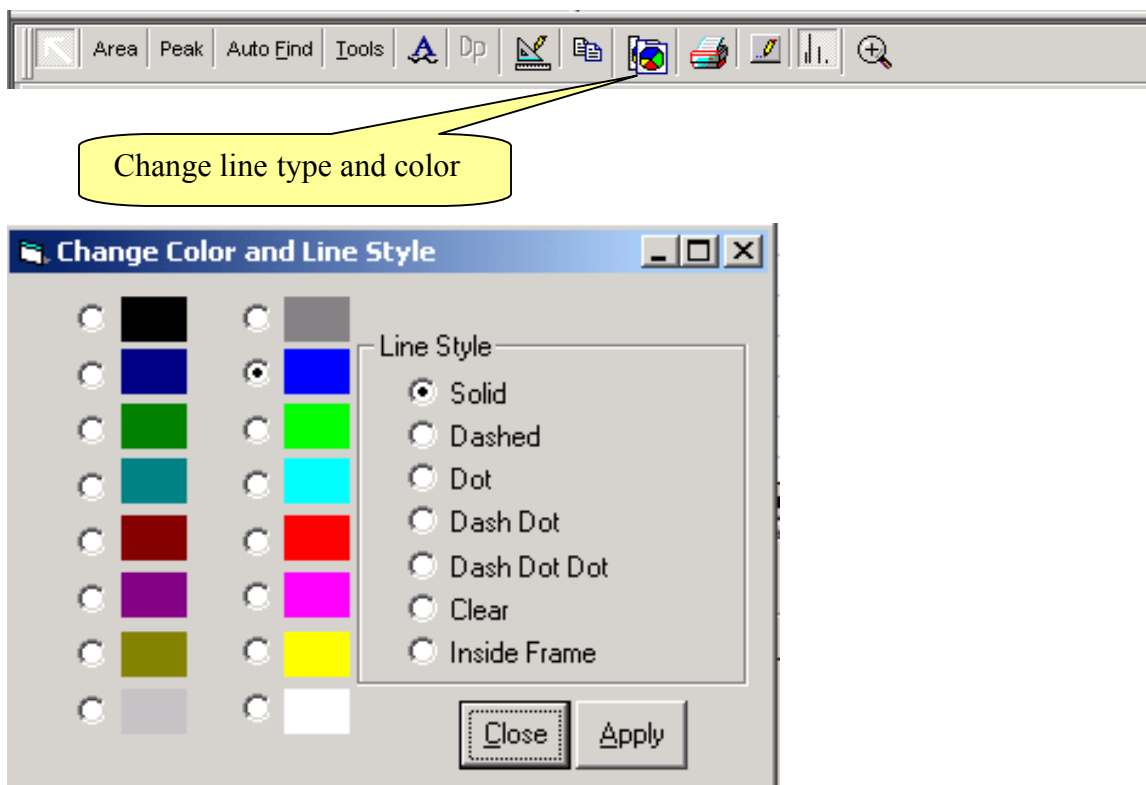 Area Peak Auto Find Tools A Dp
Change line type and color
Change Color and Line Style
Line Style
Solid
Dashed
Dot
Dash Dot
Dash Dot Dot
Clear
Inside Frame
Close Apply